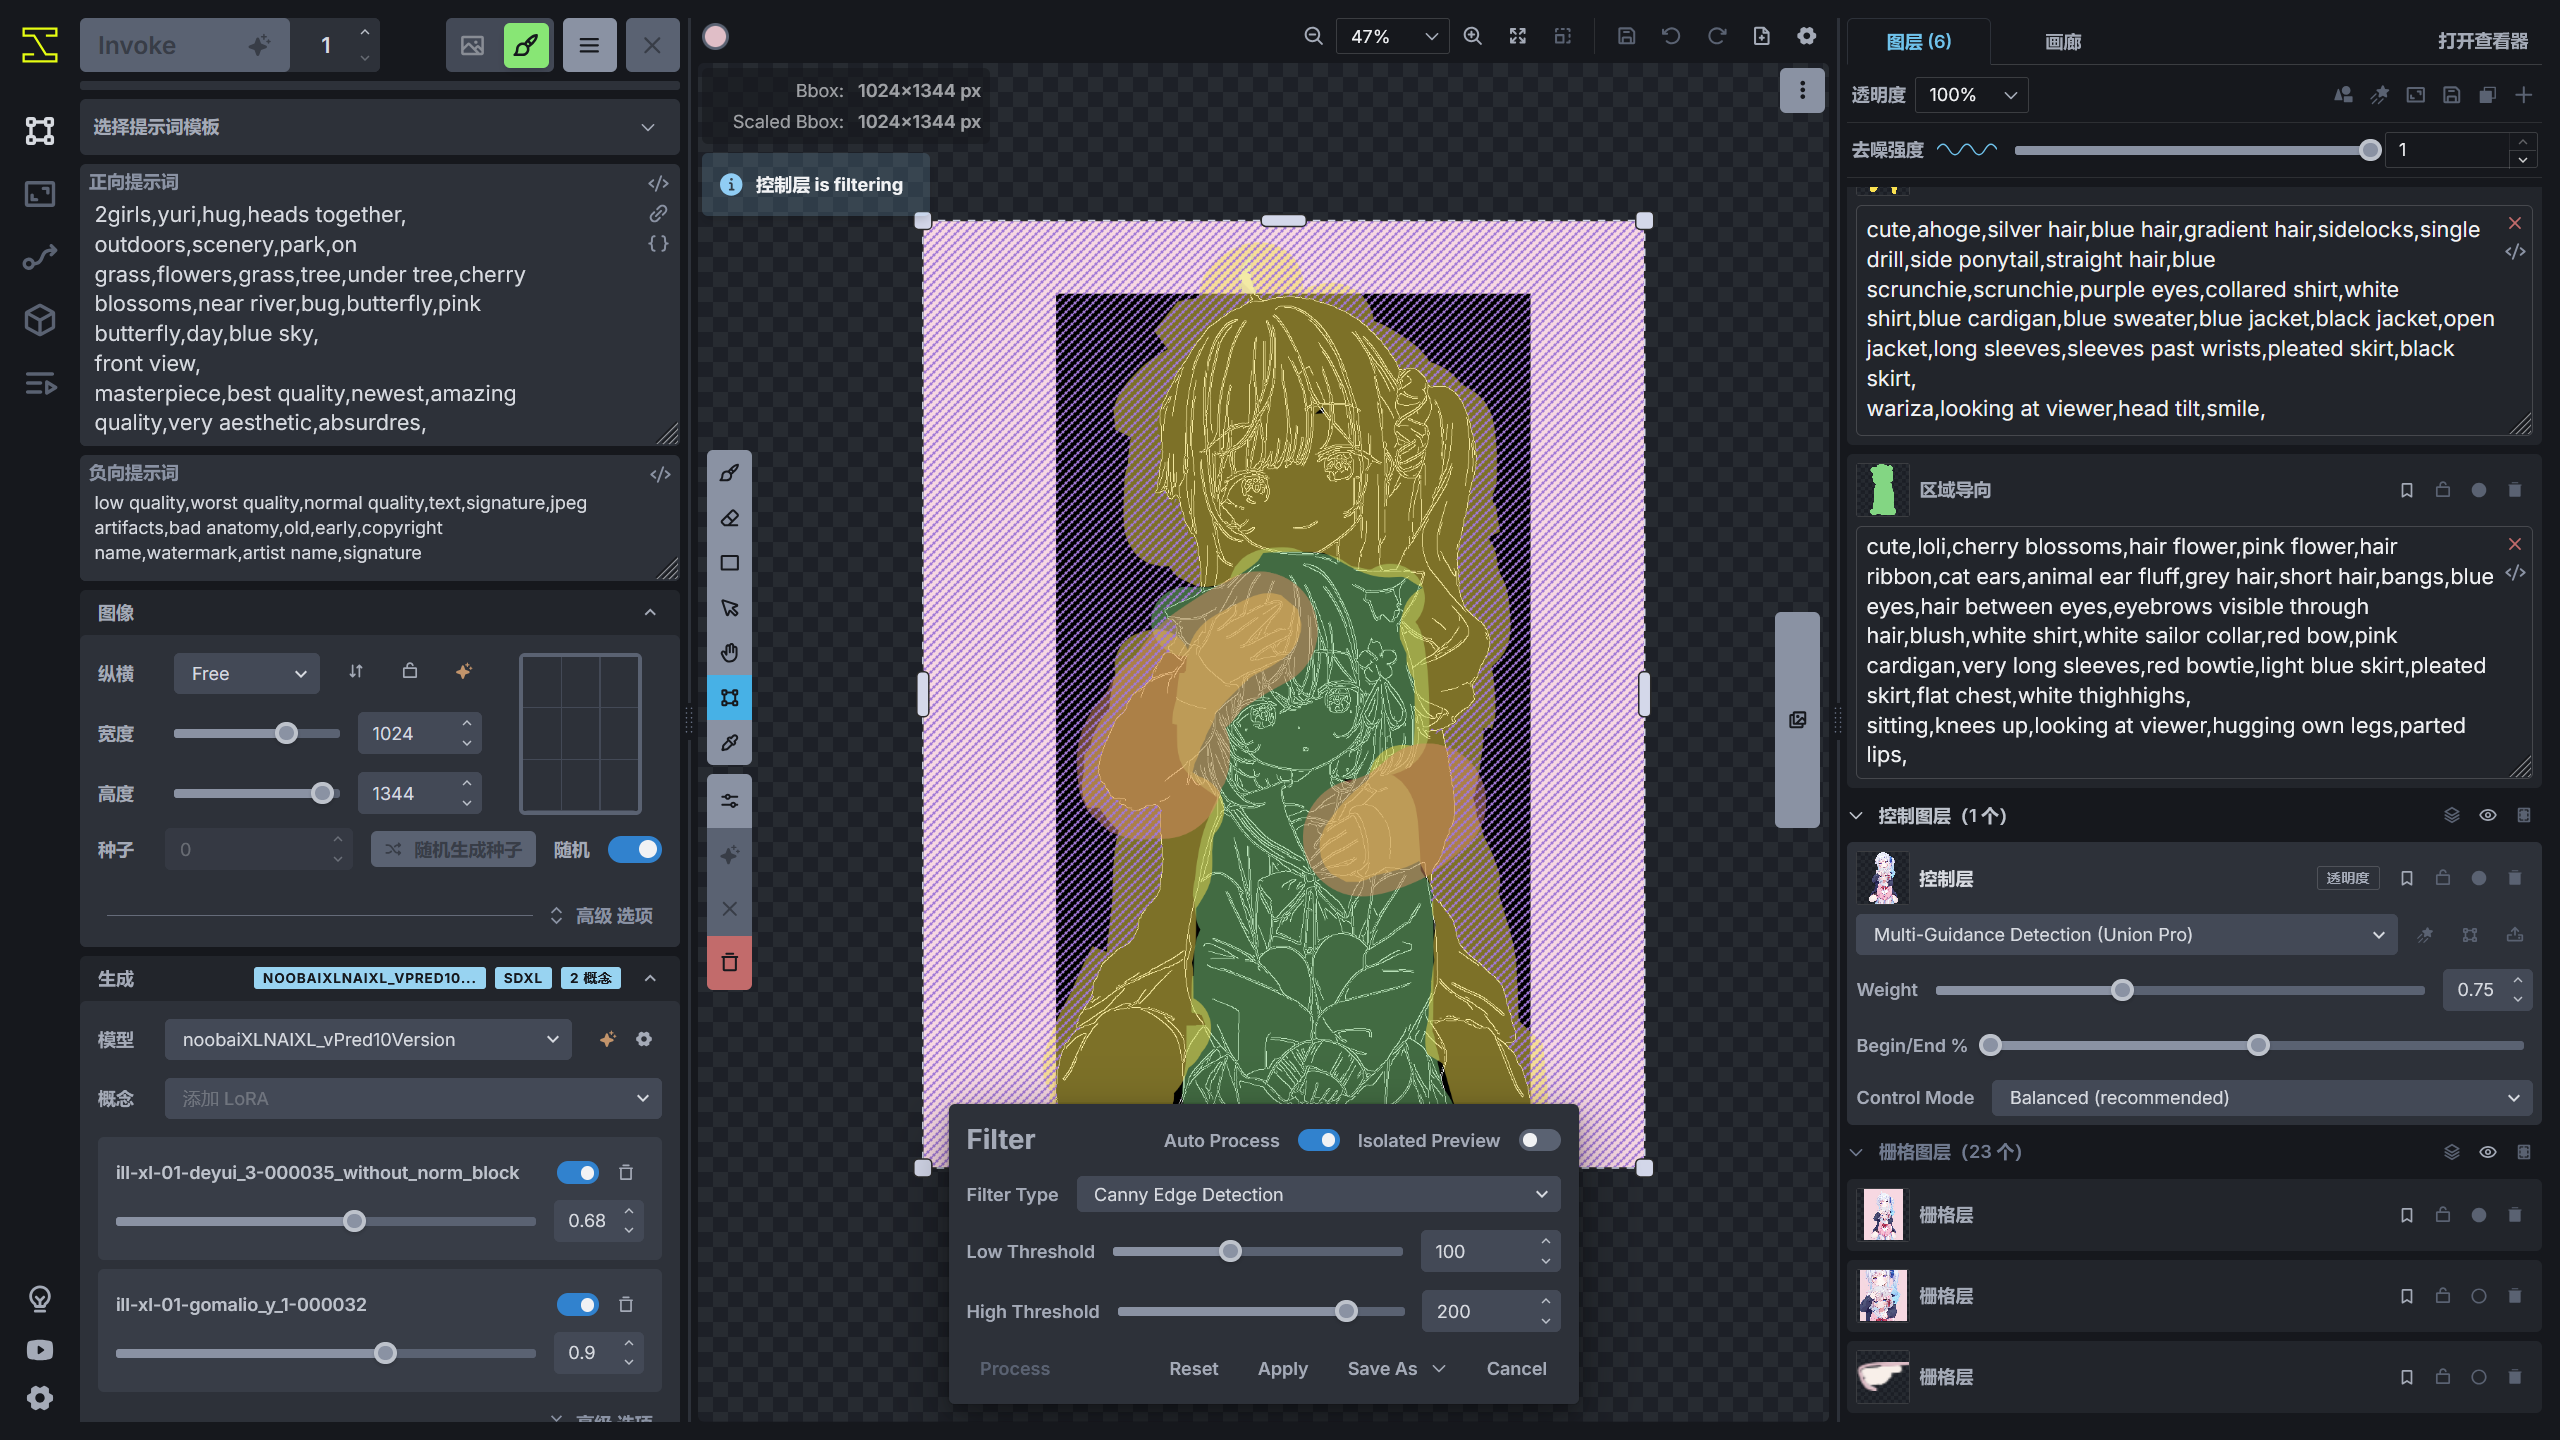 Invoke
1
选择提示词模板
正向提示词
2girls,yuri,hug,heads together,
outdoors,scenery,park,on
grass,flowers,grass,tree,under tree,cherry
blossoms,near river,bug,butterfly,pink
butterfly,day,blue sky,
front view,
masterpiece,best quality,newest,amazing
quality,very aesthetic,absurdres,
负向提示词
low quality,worst quality,normal quality,text,signature,jpeg
artifacts,bad anatomy,old,early,copyright
name,watermark,artist name,signature
图像
纵横
Free
宽度
1024
高度
1344
种子
0
随机生成种子
随机
高级 选项
生成
NOOBAIXLNAIXL_VPRED10...
SDXL
2 概念
模型
noobaiXLNAIXL_vPred10Version
概念
添加 LoRA
ill-xl-01-deyui_3-000035_without_norm_block
0.68
ill-xl-01-gomalio_y_1-000032
0.9
高级 选项
47%
Bbox: 1024×1344 px
Scaled Bbox: 1024×1344 px
控制层 is filtering
Filter
Auto Process
Isolated Preview
Filter Type
Canny Edge Detection
Low Threshold
100
High Threshold
200
Process
Reset
Apply
Save As
Cancel
图层 (6)
画廊
打开查看器
透明度
100%
去噪强度
1
cute,ahoge,silver hair,blue hair,gradient hair,sidelocks,single
drill,side ponytail,straight hair,blue
scrunchie,scrunchie,purple eyes,collared shirt,white
shirt,blue cardigan,blue sweater,blue jacket,black jacket,open
jacket,long sleeves,sleeves past wrists,pleated skirt,black
skirt,
wariza,looking at viewer,head tilt,smile,
区域导向
cute,loli,cherry blossoms,hair flower,pink flower,hair
ribbon,cat ears,animal ear fluff,grey hair,short hair,bangs,blue
eyes,hair between eyes,eyebrows visible through
hair,blush,white shirt,white sailor collar,red bow,pink
cardigan,very long sleeves,red bowtie,light blue skirt,pleated
skirt,flat chest,white thighhighs,
sitting,knees up,looking at viewer,hugging own legs,parted
lips,
控制图层 (1 个)
控制层
透明度
Multi-Guidance Detection (Union Pro)
Weight
0.75
Begin/End %
Control Mode
Balanced (recommended)
栅格图层 (23 个)
栅格层
栅格层
栅格层